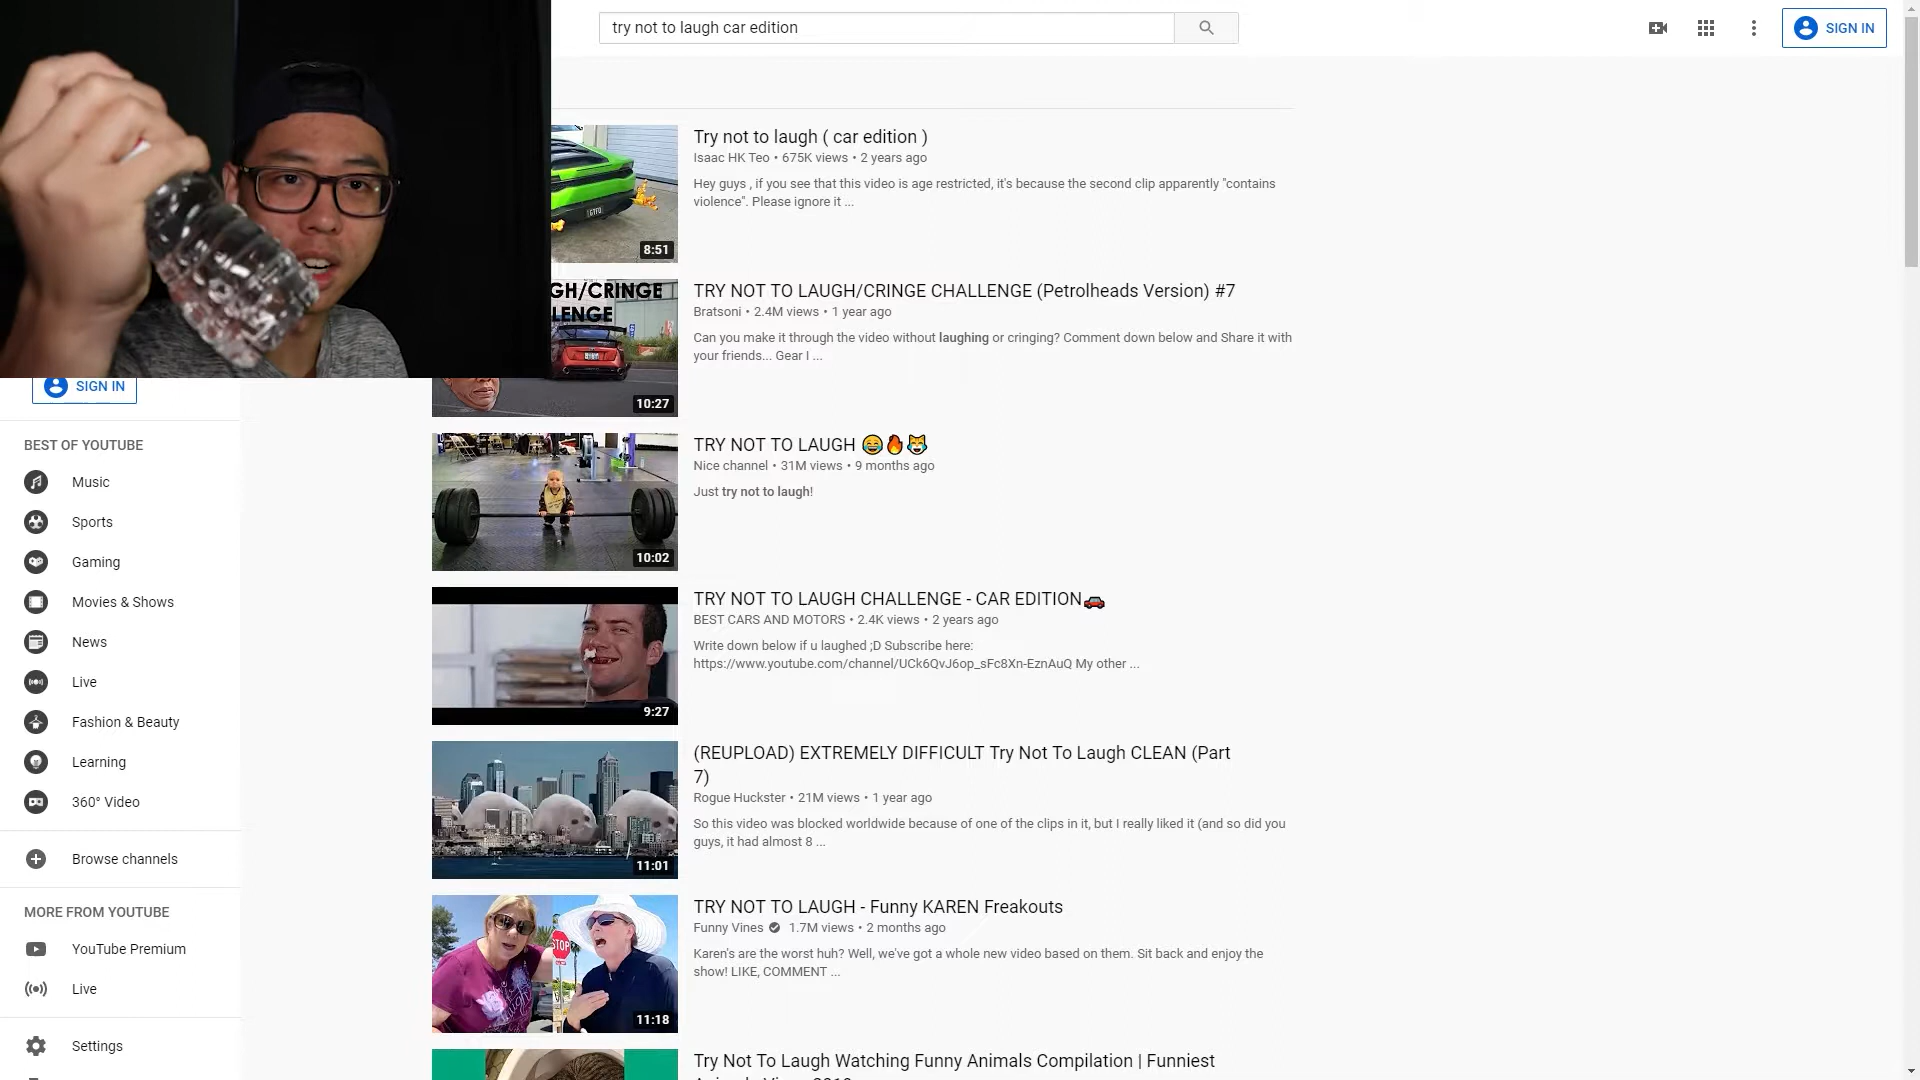 try not to laugh car edition
SIGN IN
Try not to laugh ( car edition )
Isaac HK Teo • 675K views • 2 years ago
Hey guys , if you see that this video is age restricted, it's because the second clip apparently "contains
violence". Please ignore it ...
8:51
GH/CRINGE
LENGE
TRY NOT TO LAUGH/CRINGE CHALLENGE (Petrolheads Version) #7
Bratsoni • 2.4M views • 1 year ago
Can you make it through the video without laughing or cringing? Comment down below and Share it with
your friends... Gear I ...
10:27
SIGN IN
BEST OF YOUTUBE
Music
Sports
Gaming
Movies & Shows
News
Live
Fashion & Beauty
Learning
360° Video
Browse channels
MORE FROM YOUTUBE
YouTube Premium
Live
Settings
TRY NOT TO LAUGH 😂🔥😹
Nice channel • 31M views • 9 months ago
Just try not to laugh!
10:02
TRY NOT TO LAUGH CHALLENGE - CAR EDITION🚗
BEST CARS AND MOTORS • 2.4K views • 2 years ago
Write down below if u laughed ;D Subscribe here:
https://www.youtube.com/channel/UCk6QvJ6op_sFc8Xn-EznAuQ My other ...
9:27
(REUPLOAD) EXTREMELY DIFFICULT Try Not To Laugh CLEAN (Part
7)
Rogue Huckster • 21M views • 1 year ago
So this video was blocked worldwide because of one of the clips in it, but I really liked it (and so did you
guys, it had almost 8 ...
11:01
TRY NOT TO LAUGH - Funny KAREN Freakouts
Funny Vines 1.7M views • 2 months ago
Karen's are the worst huh? Well, we've got a whole new video based on them. Sit back and enjoy the
show! LIKE, COMMENT ...
STOP
11:18
Try Not To Laugh Watching Funny Animals Compilation | Funniest